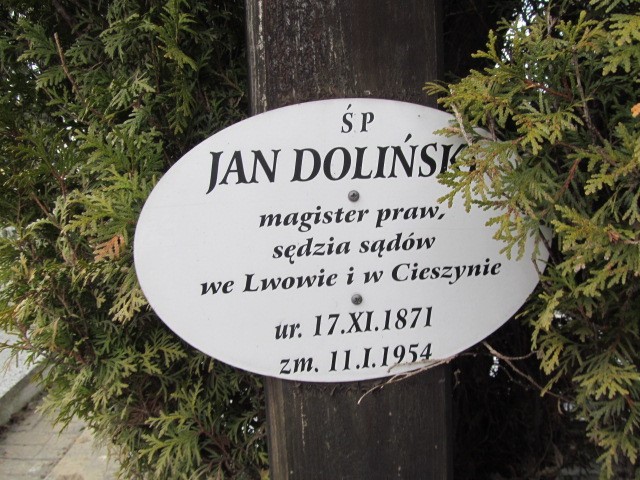 ŚP
JAN DOLIŃSK
magister praw,
sędzia sądów
we Lwowie i w Cieszynie
ur. 17.XI.1871
zm. 11.I.1954